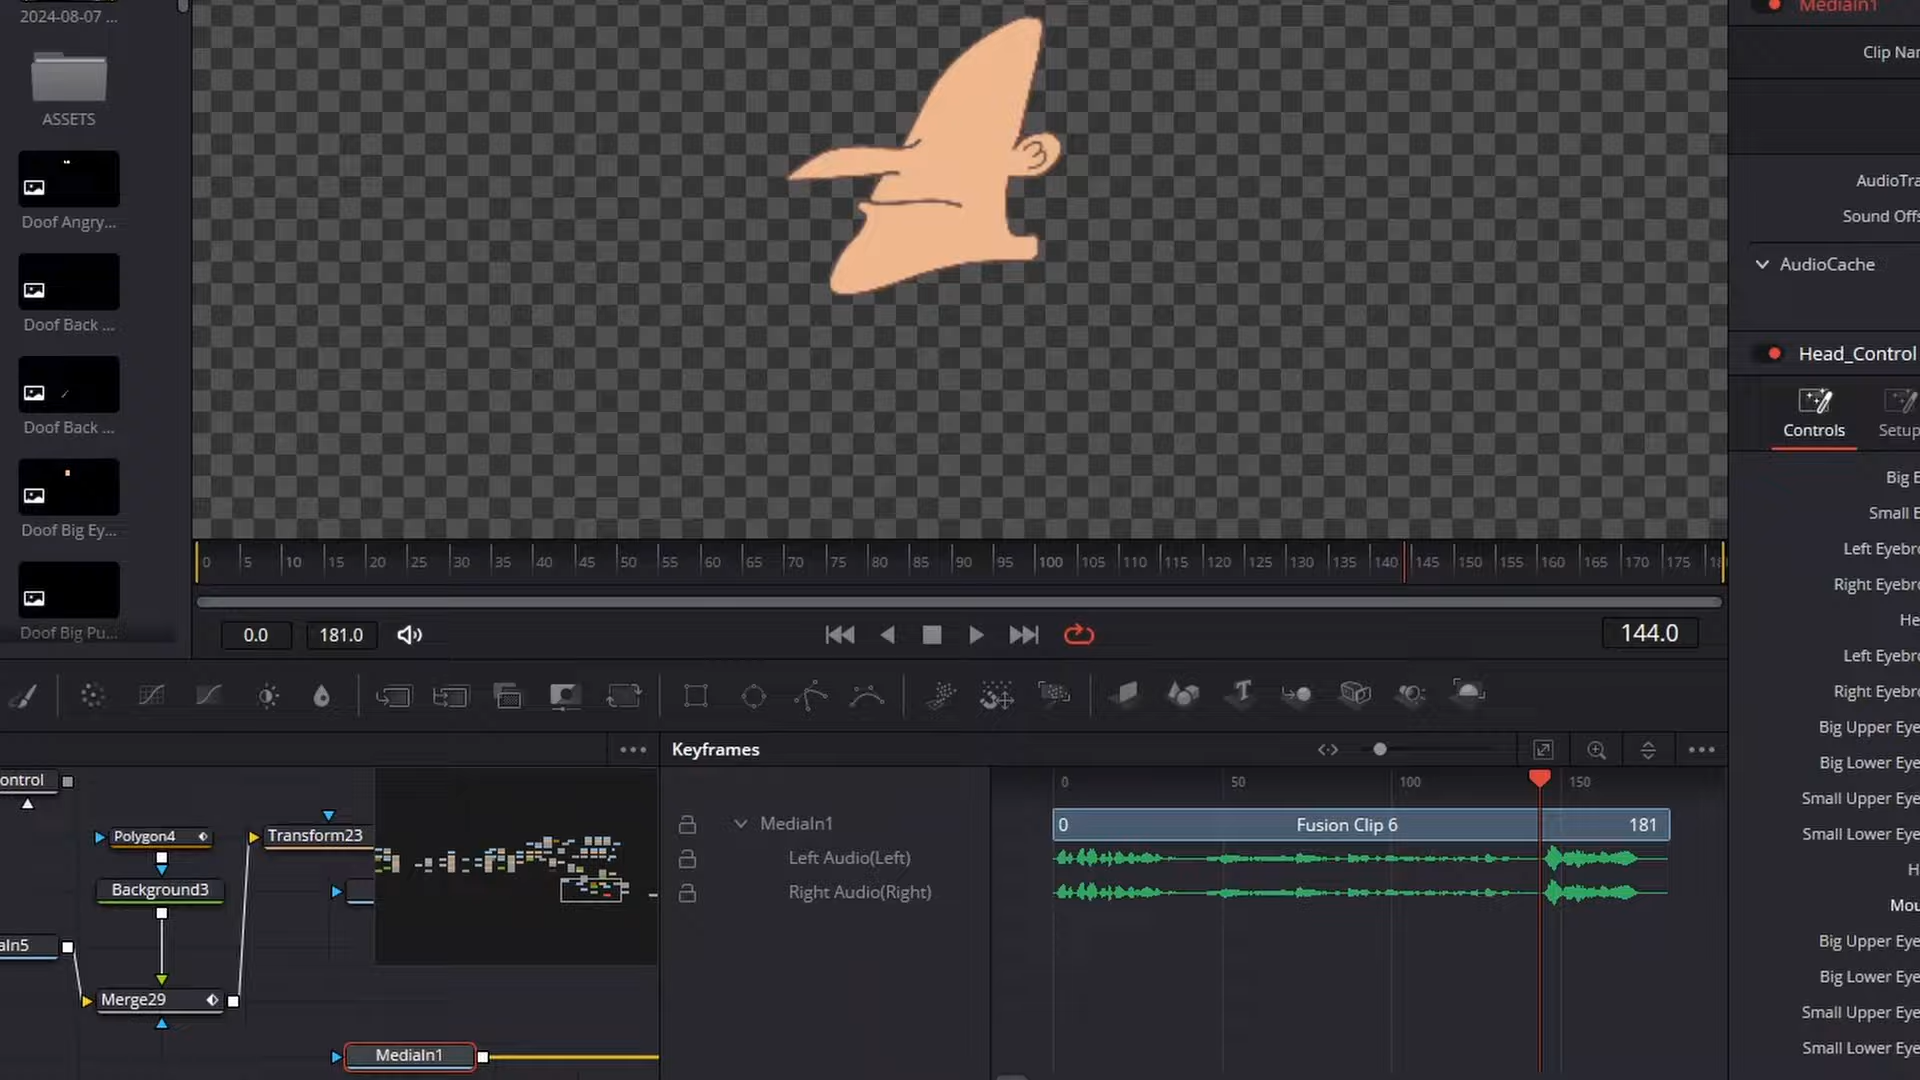 2024-08-07 ...
ASSETS
Doof Angry...
Doof Back ...
Doof Back ...
Doof Big Ey...
Doof Big Pu...
MediaIn1
Clip Nar
AudioTra
Sound Offs
AudioCache
Head_Control
Controls
Setup
Big E
Small E
Left Eyebro
Right Eyebro
He
Left Eyebro
Right Eyebro
Big Upper Eye
Big Lower Eye
Small Upper Eye
Small Lower Eye
H
Mou
Big Upper Eye
Big Lower Eye
Small Upper Eye
Small Lower Eye
0 5 10 15 20 25 30 35 40 45 50 55 60 65 70 75 80 85 90 95 100 105 110 115 120 125 130 135 140 145 150 155 160 165 170 175 18
0.0 181.0 144.0
T
Keyframes
0 50 100 150
MediaIn1
0 Fusion Clip 6 181
Left Audio(Left)
Right Audio(Right)
ontrol
Polygon4
Transform23
Background3
aIn5
Merge29
MediaIn1